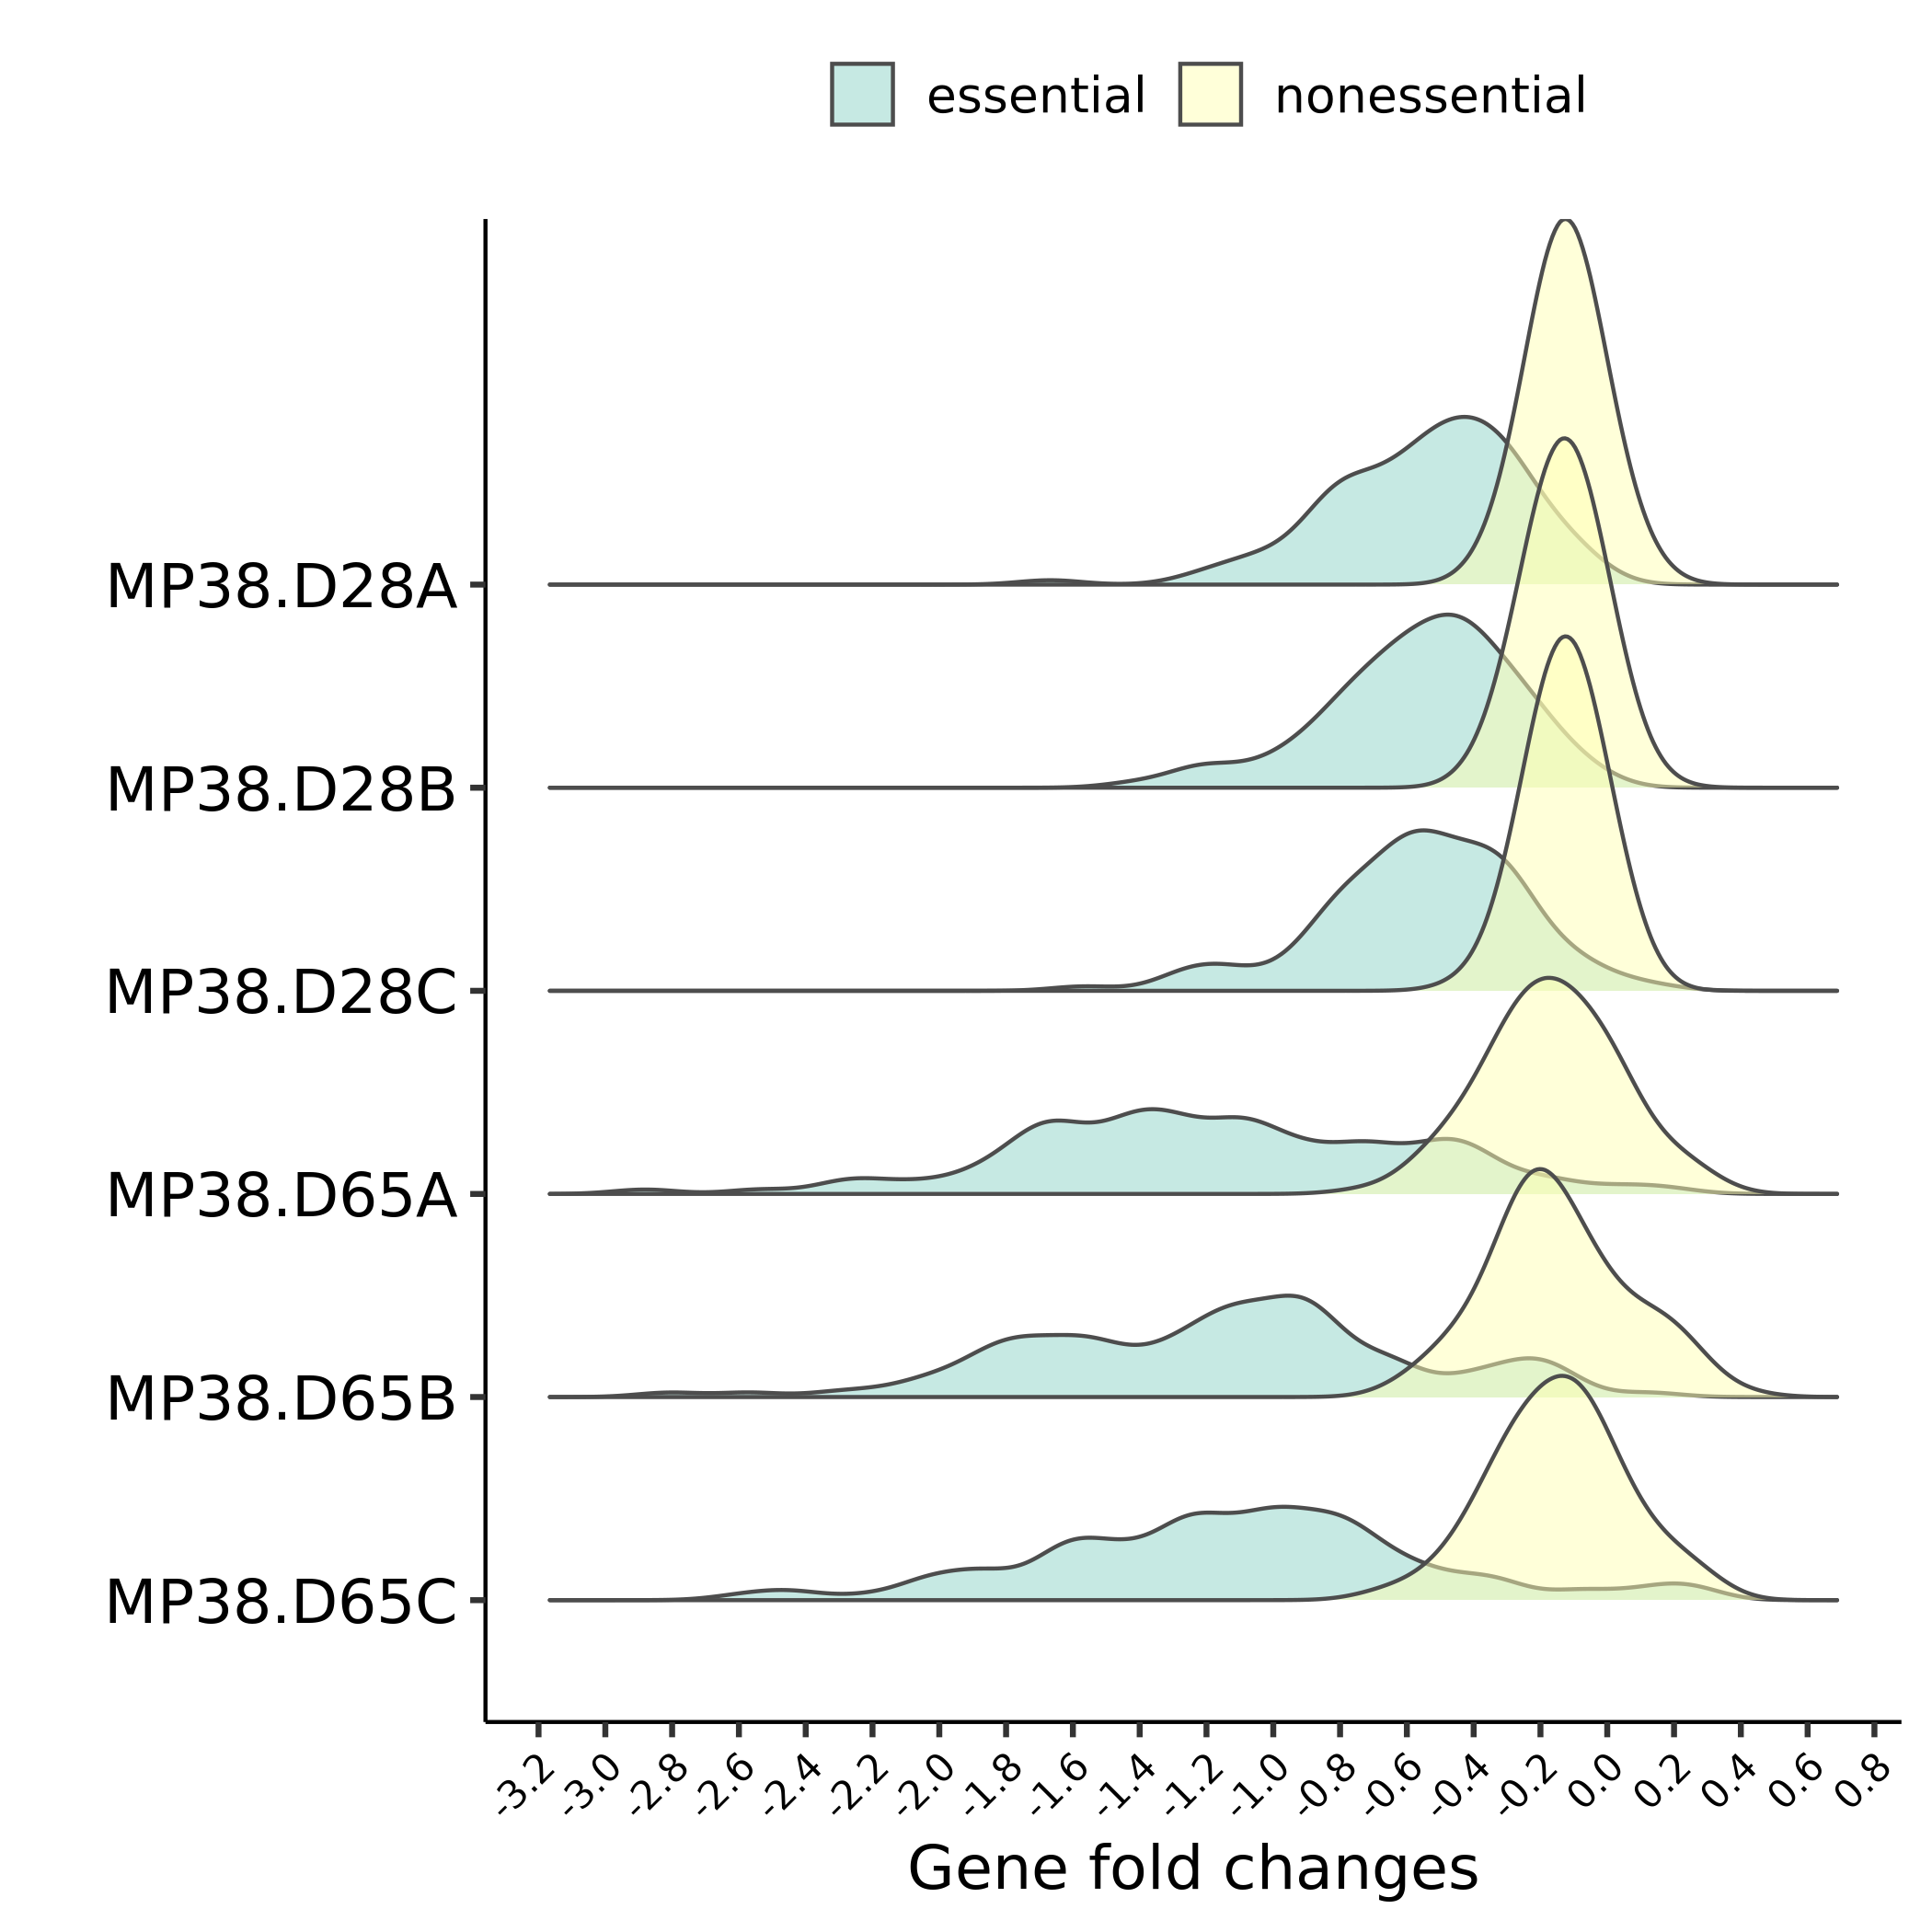 essential nonessential
MP38.D28A
MP38.D28B
MP38.D28C
MP38.D65A
MP38.D65B
MP38.D65C
-3.2 -3.0 -2.8 -2.6 -2.4 -2.2 -2.0 -1.8 -1.6 -1.4 -1.2 -1.0 -0.8 -0.6 -0.4 -0.2 0.0 0.2 0.4 0.6 0.8
Gene fold changes